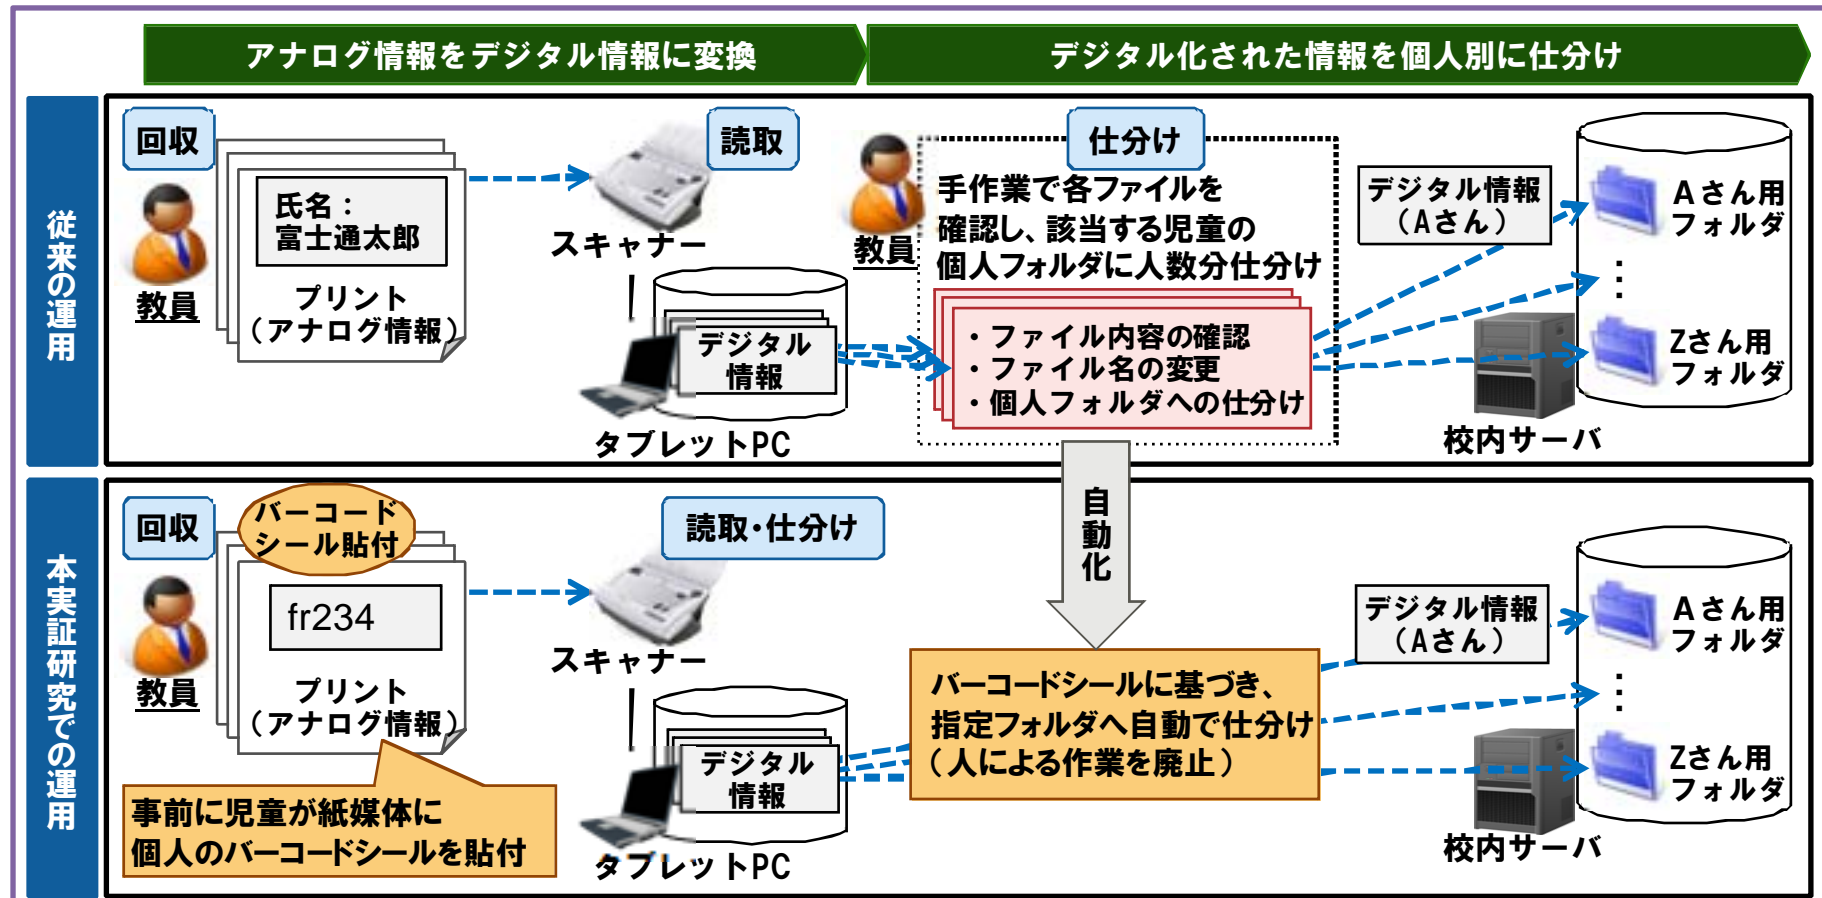 アナログ情報をデジタル情報に変換
デジタル化された情報を個人別に仕分け
従来の運用
回収
教員
氏名：
富士通太郎
プリント
（アナログ情報）
読取
スキャナー
デジタル
情報
タブレットPC
教員
仕分け
手作業で各ファイルを
確認し、該当する児童の
個人フォルダに人数分仕分け
・ファイル内容の確認
・ファイル名の変更
・個人フォルダへの仕分け
デジタル情報
（Aさん）
Aさん用
フォルダ
⋮
Zさん用
フォルダ
校内サーバ
自動化
本実証研究での運用
回収
バーコード
シール貼付
教員
fr234
プリント
（アナログ情報）
事前に児童が紙媒体に
個人のバーコードシールを貼付
読取・仕分け
スキャナー
デジタル
情報
タブレットPC
バーコードシールに基づき、
指定フォルダへ自動で仕分け
（人による作業を廃止）
デジタル情報
（Aさん）
Aさん用
フォルダ
⋮
Zさん用
フォルダ
校内サーバ